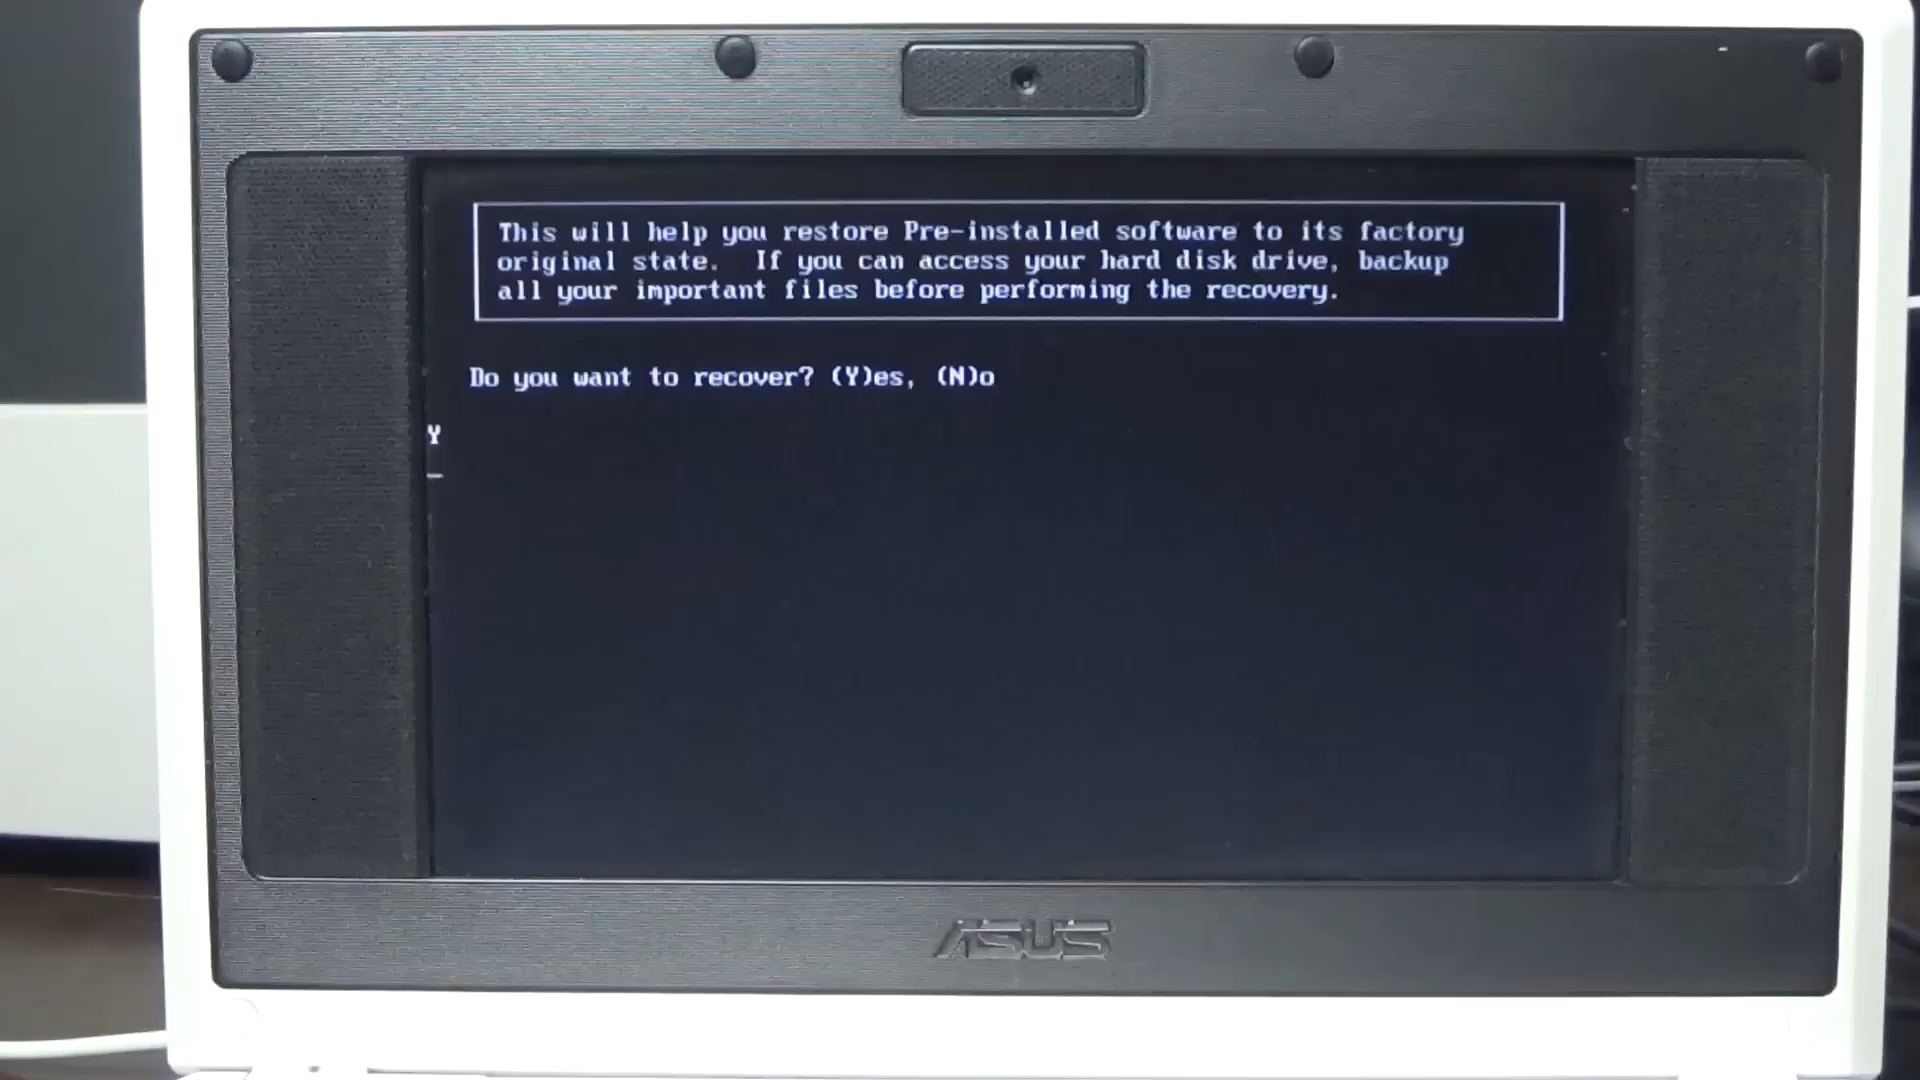 This will help you restore Pre-installed software to its factory
original state.  If you can access your hard disk drive, backup
all your important files before performing the recovery.
Do you want to recover? (Y)es, (N)o
Y
_
ASUS